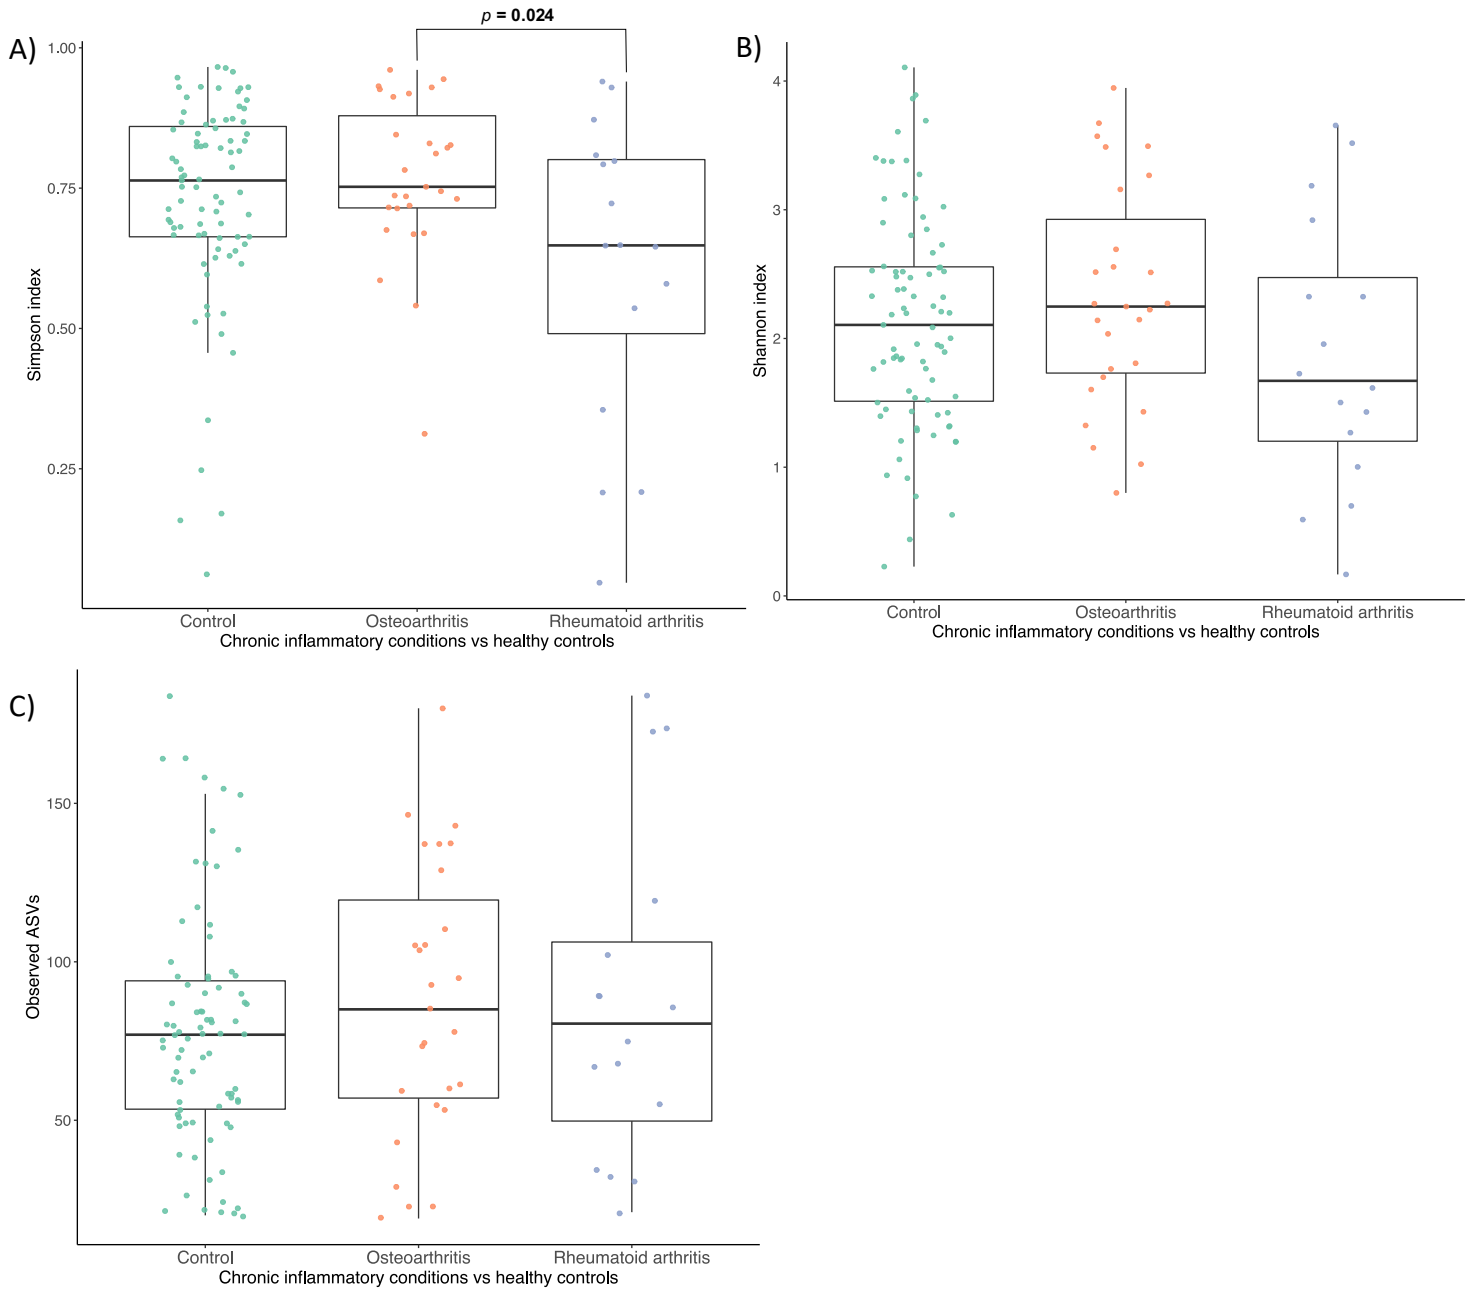 p = 0.024
A)
1.00
0.75
0.50
0.25
Simpson index
Control Osteoarthritis Rheumatoid arthritis
Chronic inflammatory conditions vs healthy controls
B)
4
3
2
1
0
Shannon index
Control Osteoarthritis Rheumatoid arthritis
Chronic inflammatory conditions vs healthy controls
C)
150
100
50
Observed ASVs
Control Osteoarthritis Rheumatoid arthritis
Chronic inflammatory conditions vs healthy controls